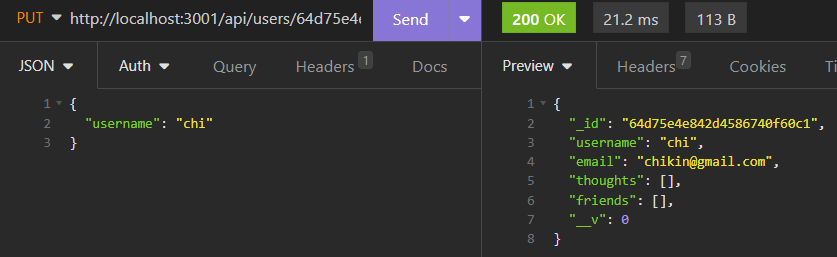 PUT http://localhost:3001/api/users/64d75e4 Send 200 OK 21.2 ms 113 B
JSON Auth Query Headers 1 Docs Preview Headers 7 Cookies Ti
1 {
2 "username": "chi"
3 }
1 {
2 "_id": "64d75e4e842d4586740f60c1",
3 "username": "chi",
4 "email": "chikin@gmail.com",
5 "thoughts": [],
6 "friends": [],
7 "__v": 0
8 }